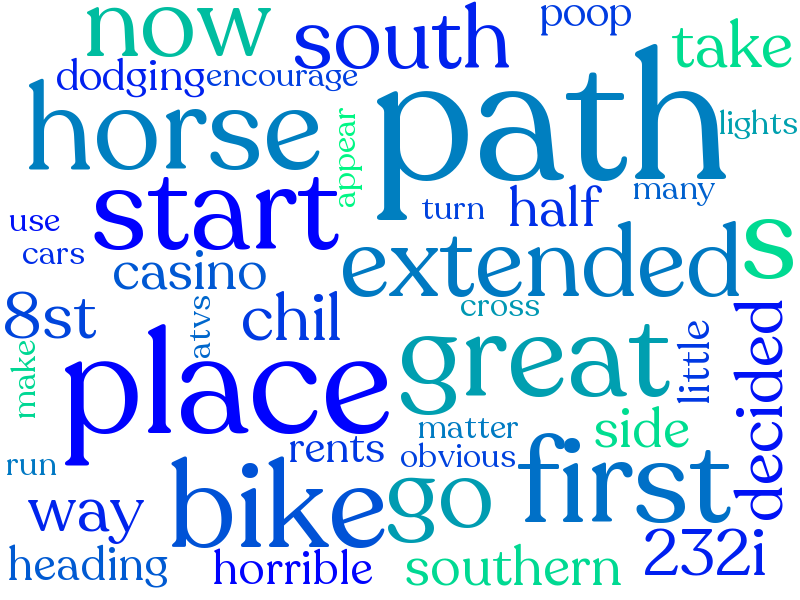 now
south
poop
take
dodging
encourage
horse
path
lights
appear
start
many
turn
half
use
cars
casino
extended
s
8st
atvs
chil
cross
great
little
decided
make
place
matter
side
rents
obvious
first
run
way
bike
go
232i
heading
horrible
southern